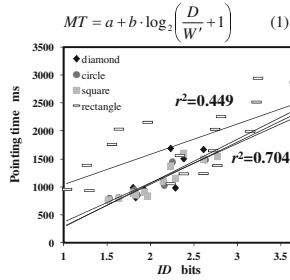 MT = a + b · log₂(D/W' + 1) (1)
3500
3000
2500
2000
1500
1000
500
0
Pointing time ms
diamond
circle
square
rectangle
r²=0.449
r²=0.704
1 1.5 2 2.5 3 3.5
ID bits